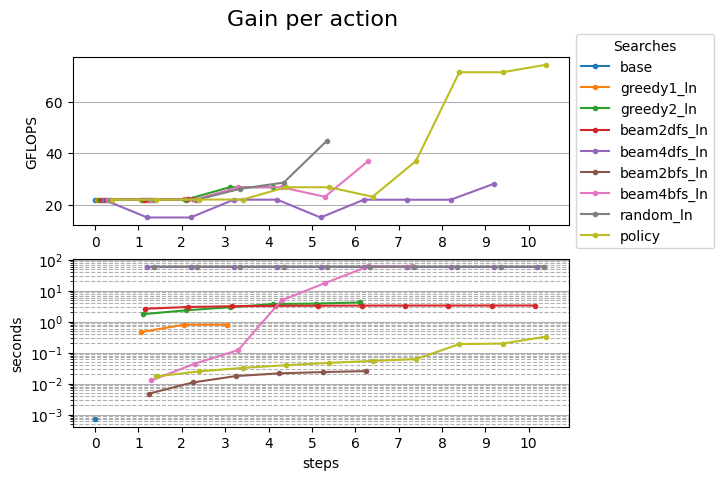 Gain per action
GFLOPS
60
40
20
0 1 2 3 4 5 6 7 8 9 10
seconds
10²
10¹
10⁰
10⁻¹
10⁻²
10⁻³
0 1 2 3 4 5 6 7 8 9 10
steps
Searches
base
greedy1_ln
greedy2_ln
beam2dfs_ln
beam4dfs_ln
beam2bfs_ln
beam4bfs_ln
random_ln
policy